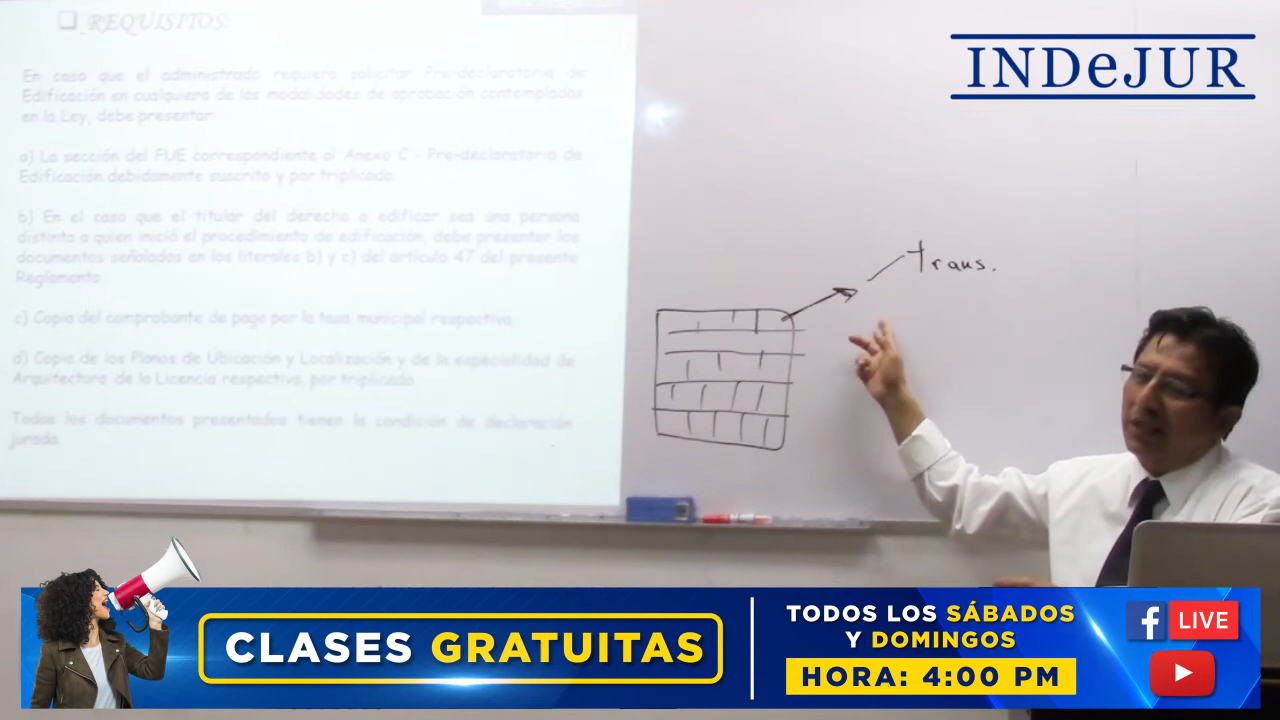 ❑ REQUISITOS
En caso que el administrado requiera solicitar Pre-declaratoria de
Edificación en cualquiera de las modalidades de aprobación contempladas
en la Ley, debe presentar:
a) La sección del FUE correspondiente al Anexo C - Pre-declaratoria de
Edificación debidamente suscrito y por triplicado.
b) En el caso que el titular del derecho a edificar sea una persona
distinta a quien inició el procedimiento de edificación, debe presentar los
documentos señalados en los literales b) y c) del artículo 47 del presente
Reglamento.
c) Copia del comprobante de pago por la tasa municipal respectiva.
d) Copia de los Planos de Ubicación y Localización y de la especialidad de
Arquitectura de la Licencia respectiva, por triplicado.
Todos los documentos presentados tienen la condición de declaración
jurada.
INDeJUR
trans.
CLASES GRATUITAS
TODOS LOS SÁBADOS
Y DOMINGOS
HORA: 4:00 PM
f LIVE